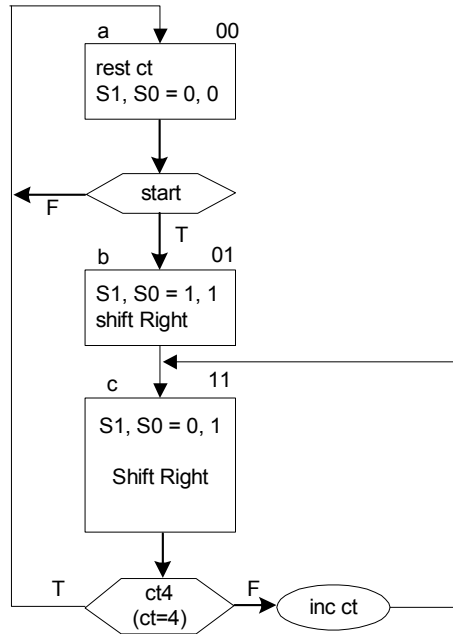 a 00
rest ct
S1, S0 = 0, 0
start
F
T
b 01
S1, S0 = 1, 1
shift Right
c 11
S1, S0 = 0, 1
Shift Right
T
ct4
(ct=4)
F
inc ct